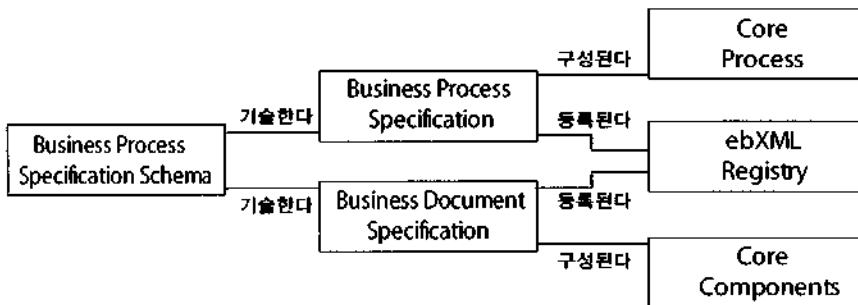 Core
Process
구성된다
Business Process
Specification
기술한다
등록된다
ebXML
Registry
Business Process
Specification Schema
기술한다
Business Document
Specification
등록된다
구성된다
Core
Components